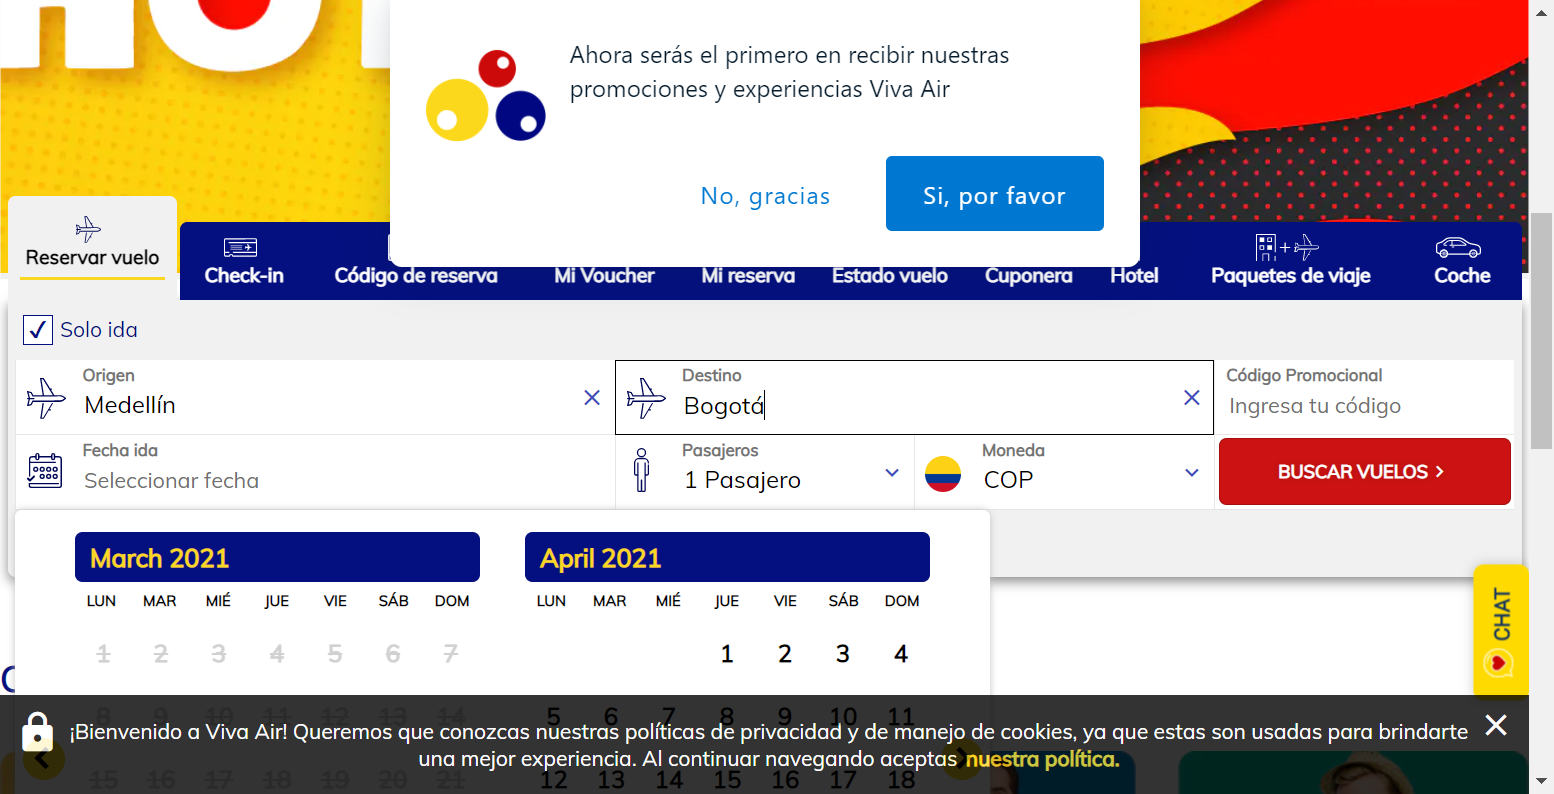 HOT
Ahora serás el primero en recibir nuestras
promociones y experiencias Viva Air
No, gracias
Si, por favor
Reservar vuelo
Check-in
Código de reserva
Mi Voucher
Mi reserva
Estado vuelo
Cuponera
Hotel
Paquetes de viaje
Coche
Solo ida
Origen
Medellín
Destino
Bogotá
Código Promocional
Ingresa tu código
Fecha ida
Seleccionar fecha
Pasajeros
1 Pasajero
Moneda
COP
BUSCAR VUELOS
March 2021
April 2021
LUN MAR MIÉ JUE VIE SÁB DOM
LUN MAR MIÉ JUE VIE SÁB DOM
1 2 3 4 5 6 7
1 2 3 4
8 9 10 11 12 13 14
5 6 7 8 9 10 11
15 16 17 18 19 20 21
12 13 14 15 16 17 18
CHAT
¡Bienvenido a Viva Air! Queremos que conozcas nuestras políticas de privacidad y de manejo de cookies, ya que estas son usadas para brindarte
una mejor experiencia. Al continuar navegando aceptas nuestra política.